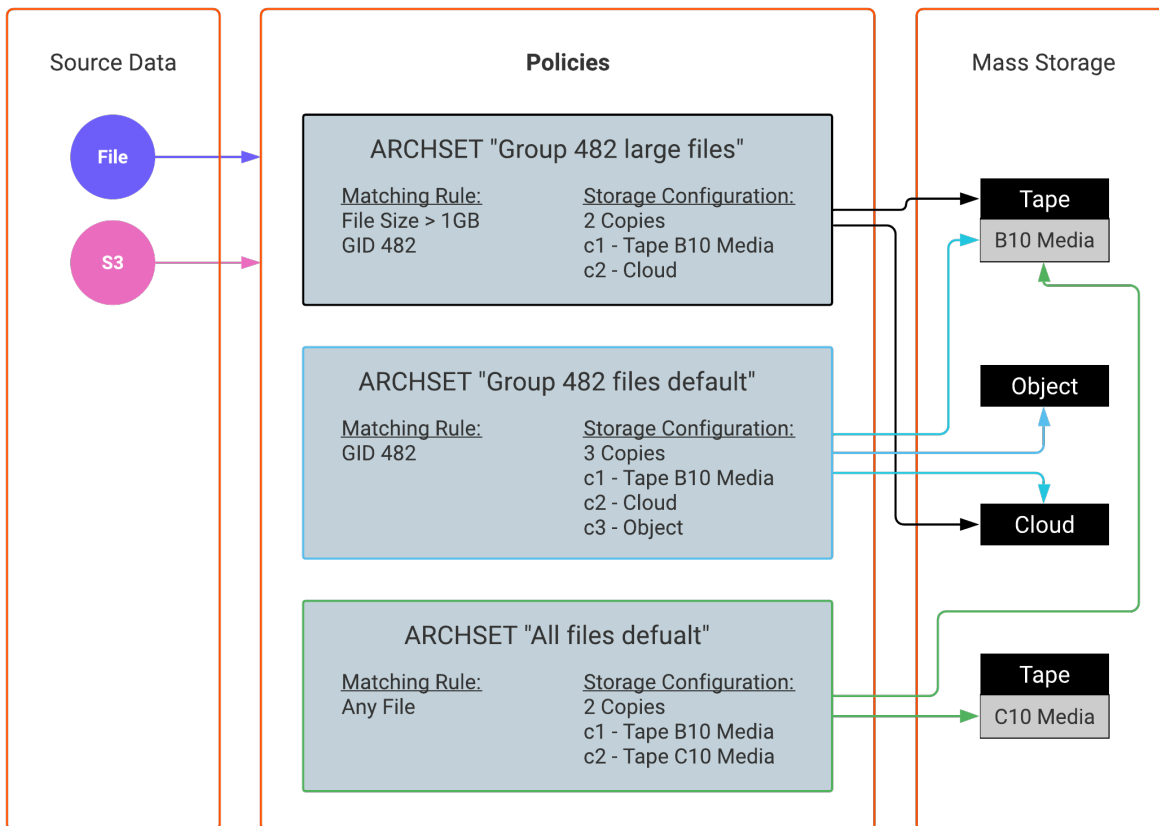 Source Data
File
S3
Policies
ARCHSET "Group 482 large files"
Matching Rule:
File Size > 1GB
GID 482
Storage Configuration:
2 Copies
c1 - Tape B10 Media
c2 - Cloud
ARCHSET "Group 482 files default"
Matching Rule:
GID 482
Storage Configuration:
3 Copies
c1 - Tape B10 Media
c2 - Cloud
c3 - Object
ARCHSET "All files defualt"
Matching Rule:
Any File
Storage Configuration:
2 Copies
c1 - Tape B10 Media
c2 - Tape C10 Media
Mass Storage
Tape
B10 Media
Object
Cloud
Tape
C10 Media